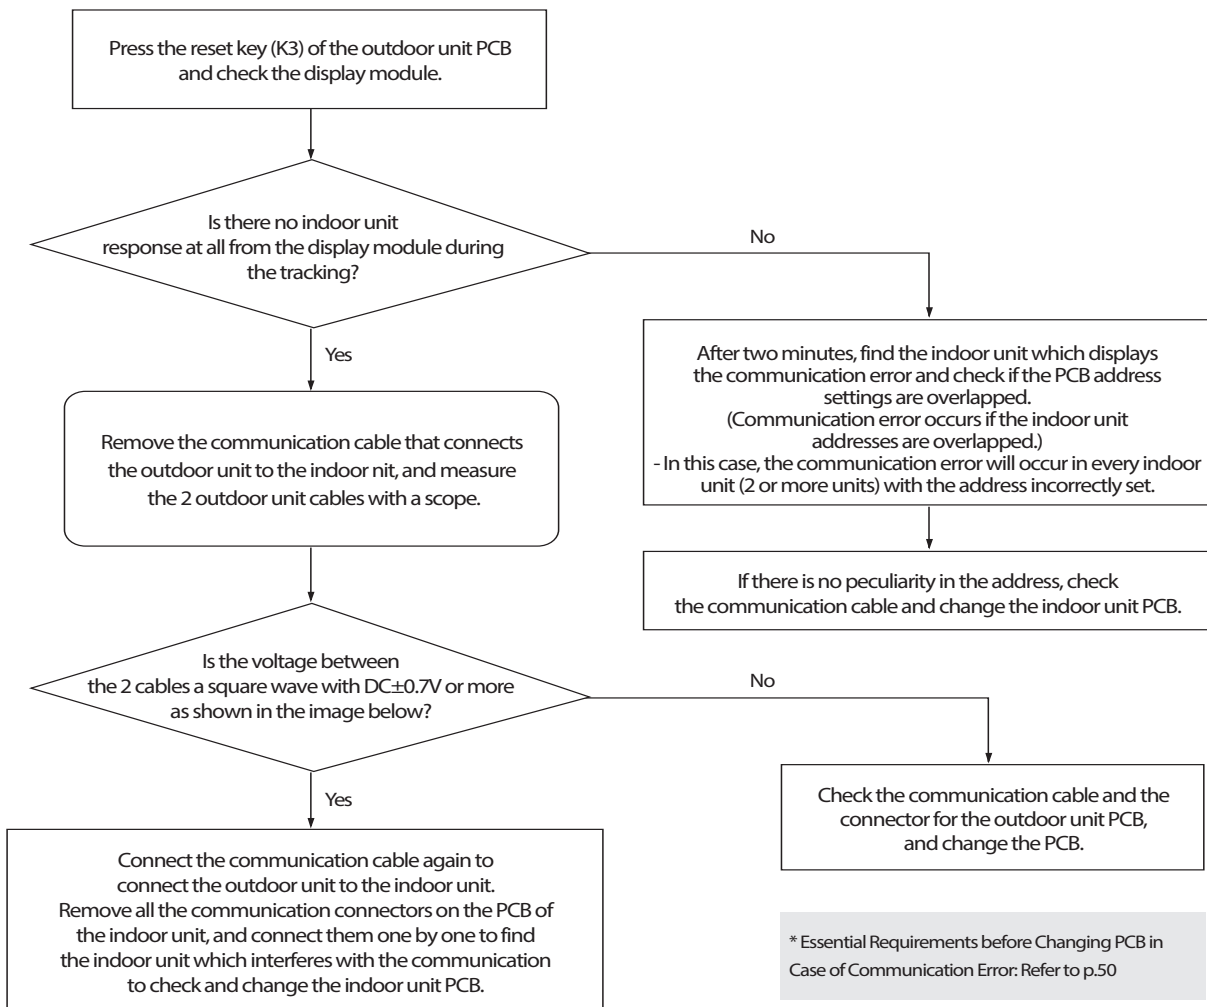 Press the reset key (K3) of the outdoor unit PCB
and check the display module.
Is there no indoor unit
response at all from the display module during
the tracking?
No
Yes
After two minutes, find the indoor unit which displays
the communication error and check if the PCB address
settings are overlapped.
(Communication error occurs if the indoor unit
addresses are overlapped.)
- In this case, the communication error will occur in every indoor
unit (2 or more units) with the address incorrectly set.
Remove the communication cable that connects
the outdoor unit to the indoor nit, and measure
the 2 outdoor unit cables with a scope.
If there is no peculiarity in the address, check
the communication cable and change the indoor unit PCB.
Is the voltage between
the 2 cables a square wave with DC±0.7V or more
as shown in the image below?
No
Yes
Check the communication cable and the
connector for the outdoor unit PCB,
and change the PCB.
Connect the communication cable again to
connect the outdoor unit to the indoor unit.
Remove all the communication connectors on the PCB of
the indoor unit, and connect them one by one to find
the indoor unit which interferes with the communication
to check and change the indoor unit PCB.
* Essential Requirements before Changing PCB in
Case of Communication Error: Refer to p.50